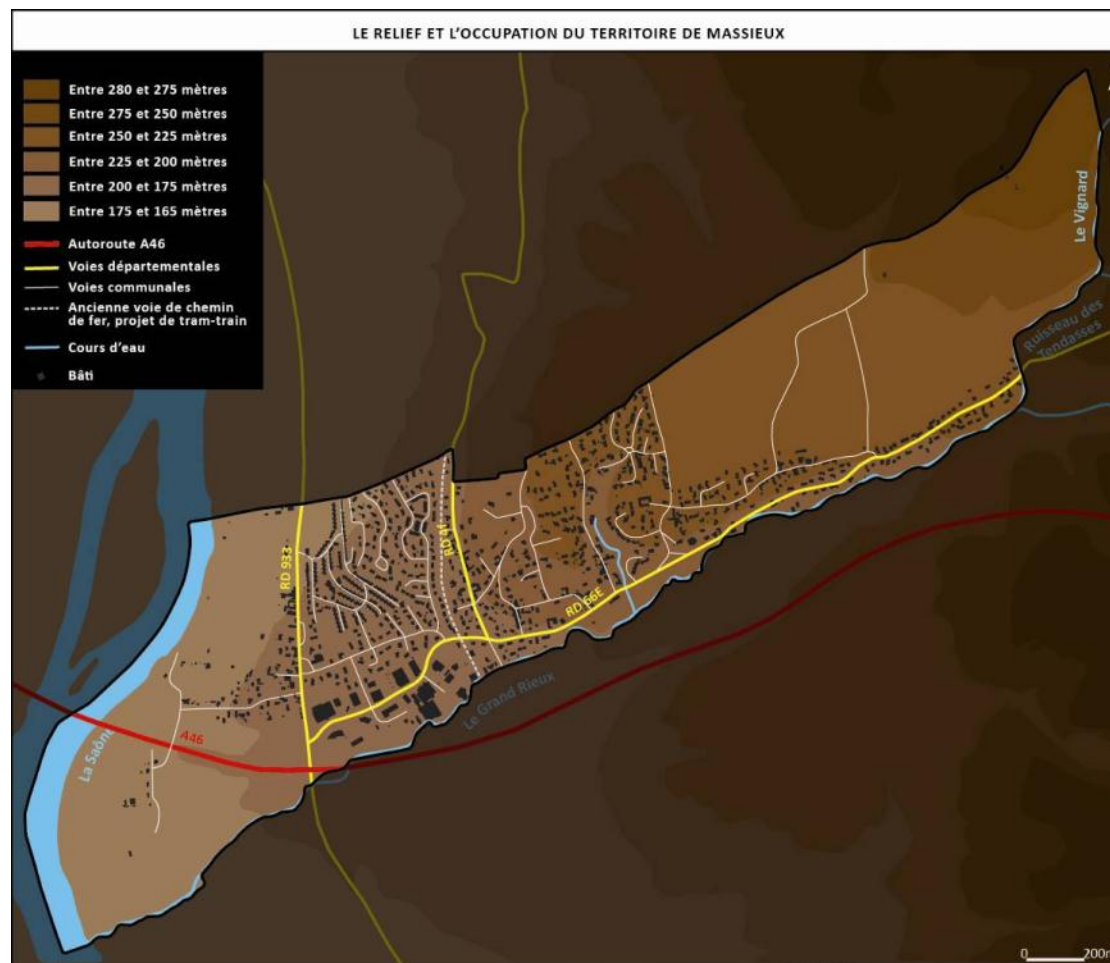 LE RELIEF ET L'OCCUPATION DU TERRITOIRE DE MASSIEUX
Entre 280 et 275 mètres
Entre 275 et 250 mètres
Entre 250 et 225 mètres
Entre 225 et 200 mètres
Entre 200 et 175 mètres
Entre 175 et 165 mètres
Autoroute A46
Voies départementales
Voies communales
Ancienne voie de chemin
de fer, projet de tram-train
Cours d'eau
Bâti
Le Vignard
Ruisseau des
Tendasses
RD 933
RD 66E
Le Grand Rieux
A46
La Saône
0 200m